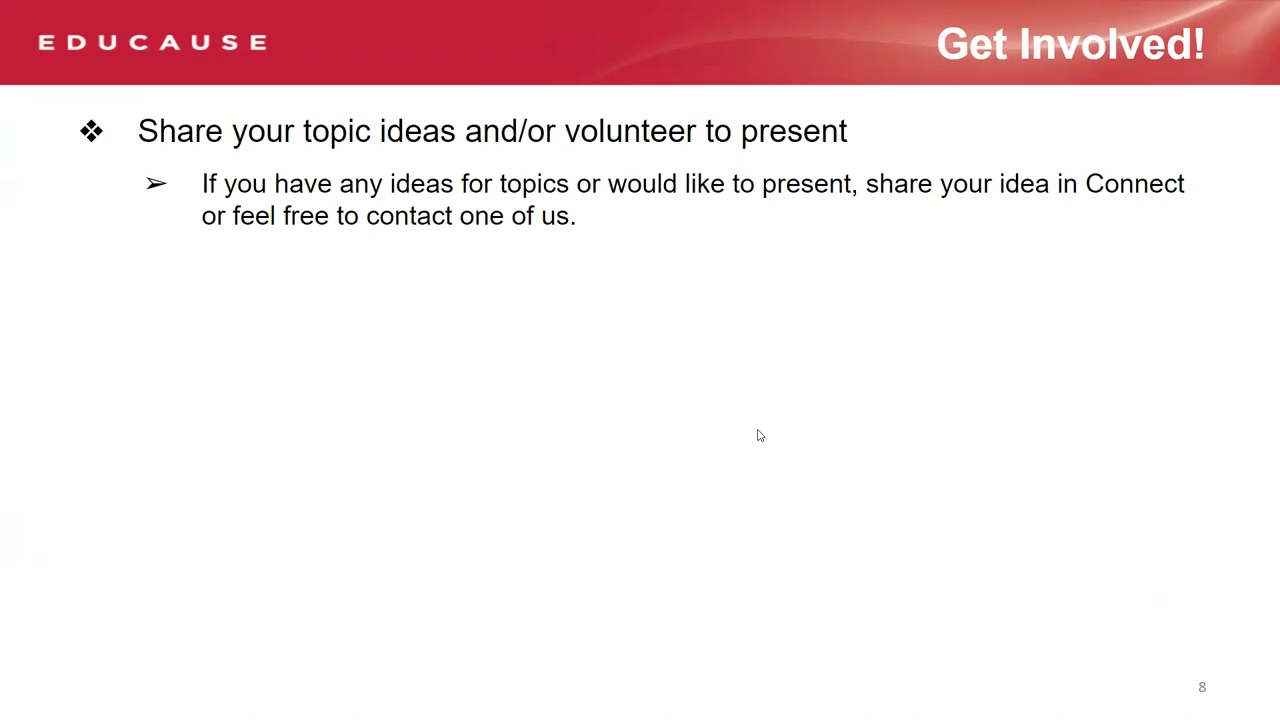 EDUCAUSE
Get Involved!
❖ Share your topic ideas and/or volunteer to present
➢ If you have any ideas for topics or would like to present, share your idea in Connect
or feel free to contact one of us.
8